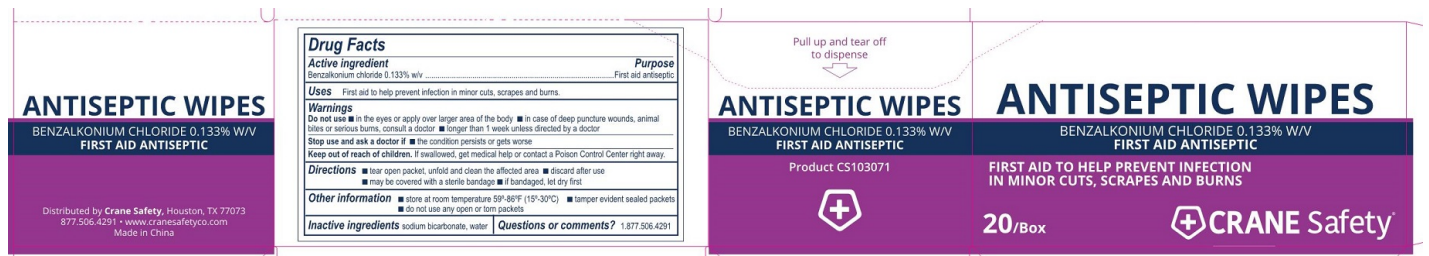 ANTISEPTIC WIPES
BENZALKONIUM CHLORIDE 0.133% W/V
FIRST AID ANTISEPTIC
Distributed by Crane Safety, Houston, TX 77073
877.506.4291 • www.cranesafetyco.com
Made in China
Drug Facts
Active ingredient Purpose
Benzalkonium chloride 0.133% w/v ........ First aid antiseptic
Uses First aid to help prevent infection in minor cuts, scrapes and burns.
Warnings
Do not use ■ in the eyes or apply over larger area of the body ■ in case of deep puncture wounds, animal
bites or serious burns, consult a doctor ■ longer than 1 week unless directed by a doctor
Stop use and ask a doctor if ■ the condition persists or gets worse
Keep out of reach of children. If swallowed, get medical help or contact a Poison Control Center right away.
Directions ■ tear open packet, unfold and clean the affected area ■ discard after use
■ may be covered with a sterile bandage ■ if bandaged, let dry first
Other information ■ store at room temperature 59º-86ºF (15º-30ºC) ■ tamper evident sealed packets
■ do not use any open or torn packets
Inactive ingredients sodium bicarbonate, water Questions or comments? 1.877.506.4291
Pull up and tear off
to dispense
ANTISEPTIC WIPES
BENZALKONIUM CHLORIDE 0.133% W/V
FIRST AID ANTISEPTIC
Product CS103071
ANTISEPTIC WIPES
BENZALKONIUM CHLORIDE 0.133% W/V
FIRST AID ANTISEPTIC
FIRST AID TO HELP PREVENT INFECTION
IN MINOR CUTS, SCRAPES AND BURNS
20/Box
CRANE Safety